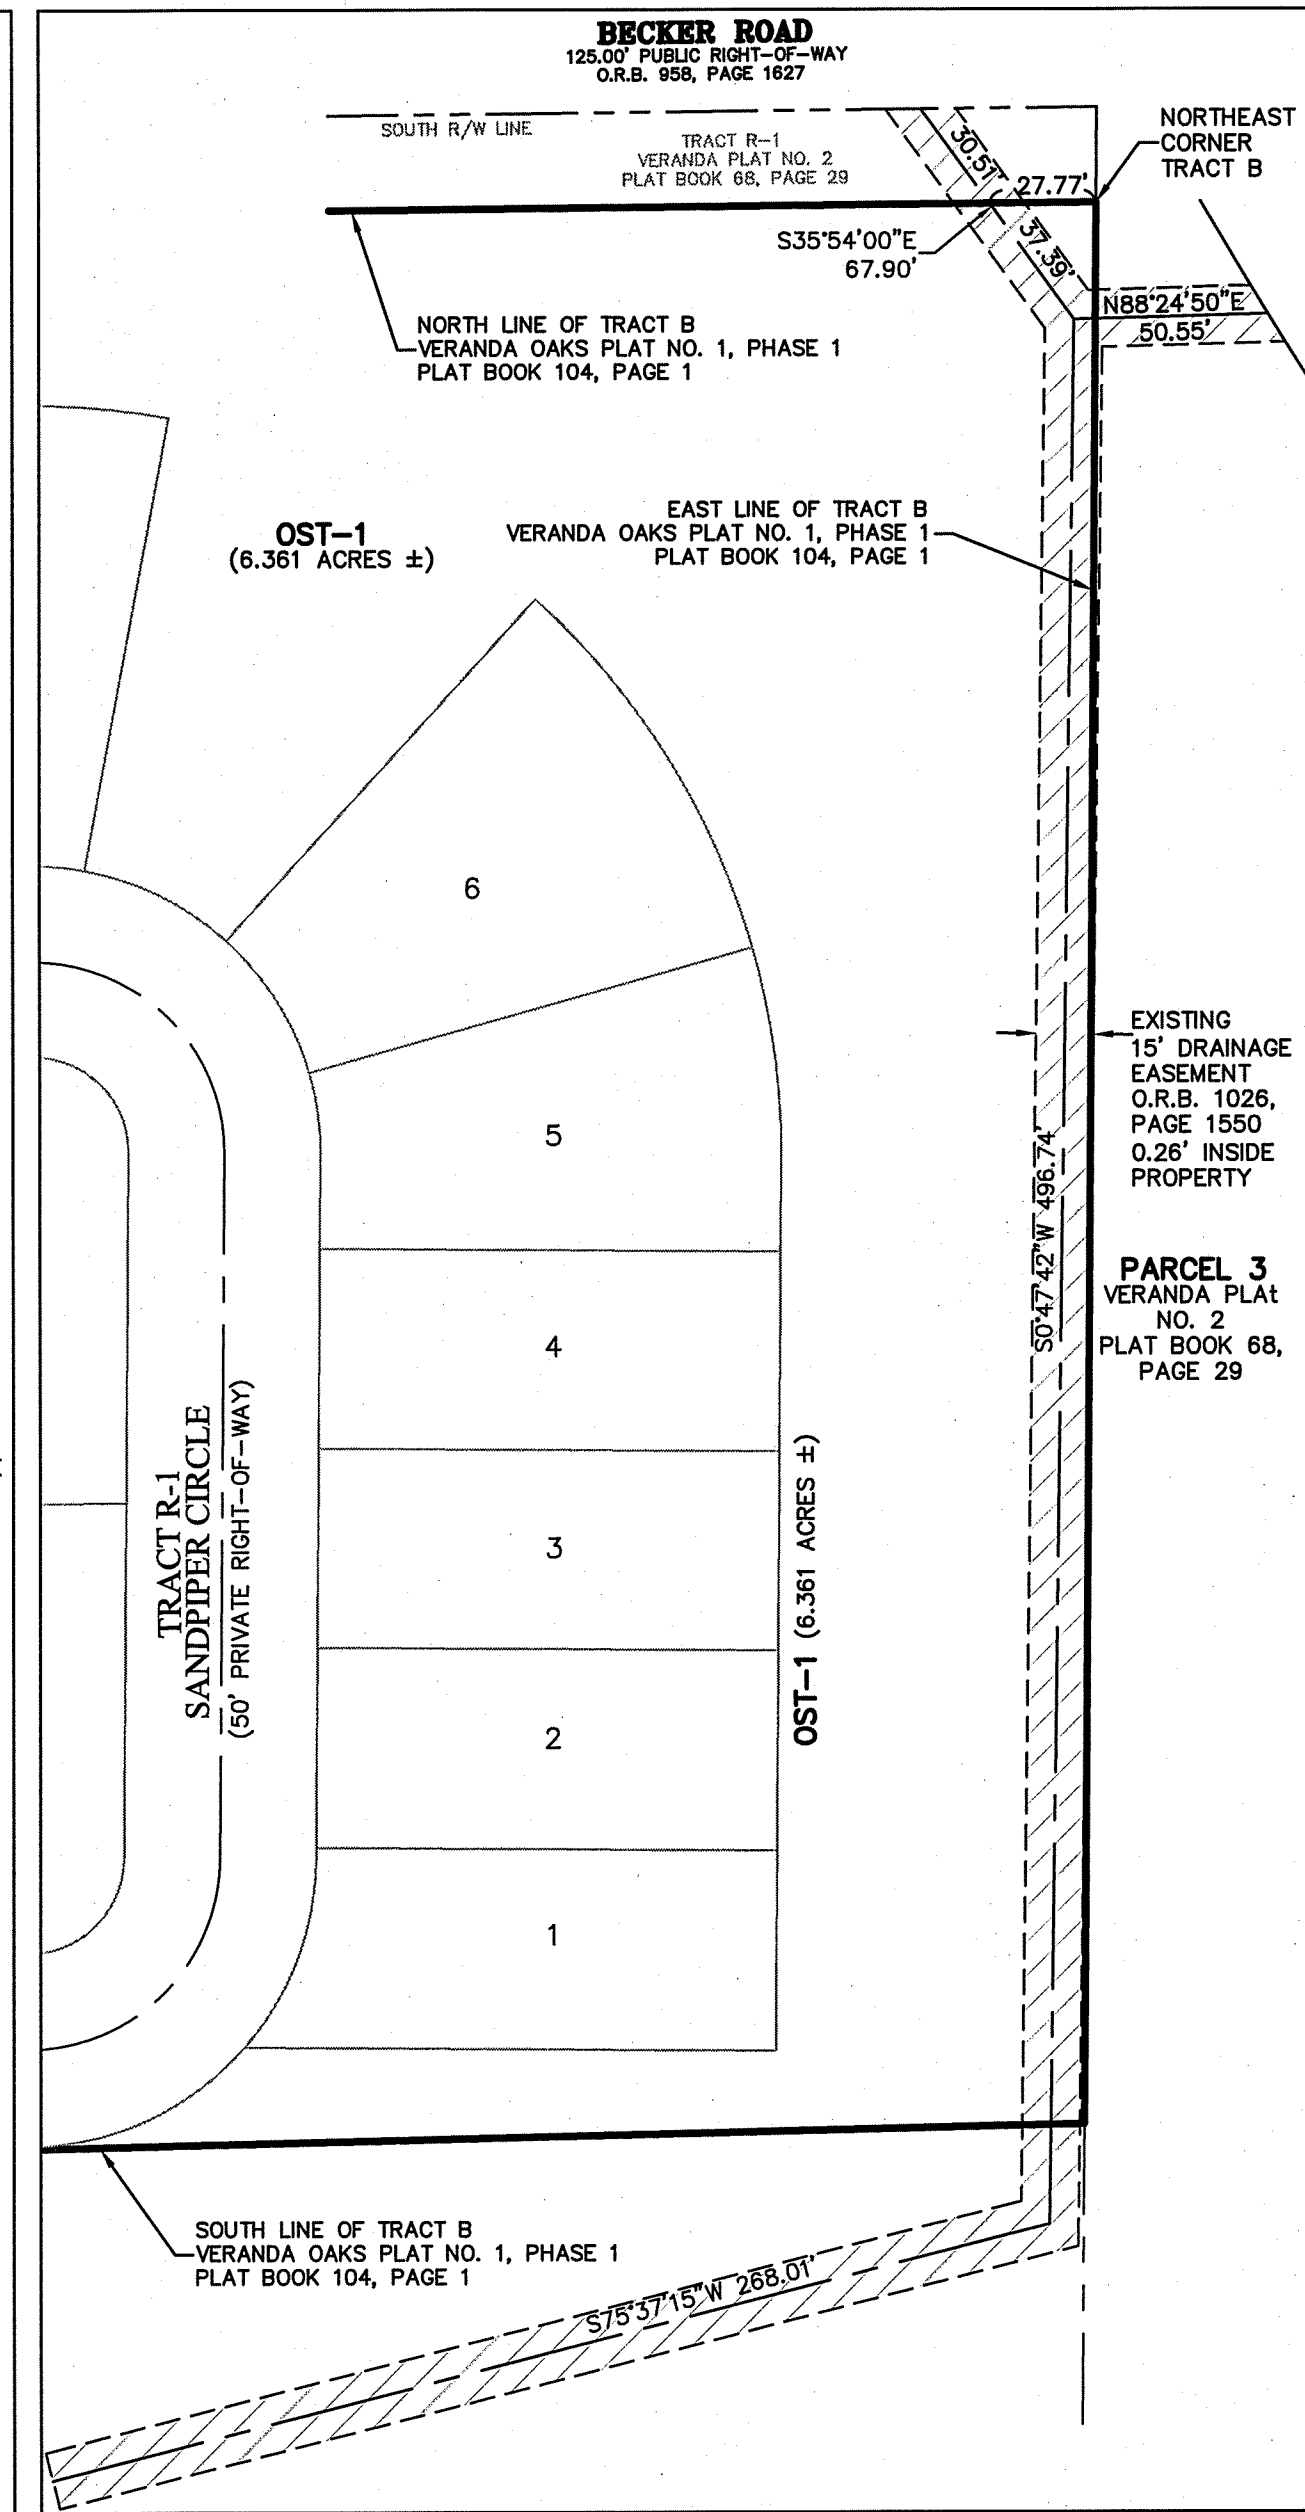 BECKER ROAD
125.00' PUBLIC RIGHT-OF-WAY
O.R.B. 958, PAGE 1627
SOUTH R/W LINE
TRACT R-1
VERANDA PLAT NO. 2
PLAT BOOK 68, PAGE 29
NORTHEAST
CORNER
TRACT B
30.51'
27.77'
S35°54'00"E
67.90'
37.39'
N88°24'50"E
50.55'
NORTH LINE OF TRACT B
VERANDA OAKS PLAT NO. 1, PHASE 1
PLAT BOOK 104, PAGE 1
OST-1
(6.361 ACRES ±)
EAST LINE OF TRACT B
VERANDA OAKS PLAT NO. 1, PHASE 1
PLAT BOOK 104, PAGE 1
6
5
4
3
2
1
EXISTING
15' DRAINAGE
EASEMENT
O.R.B. 1026,
PAGE 1550
0.26' INSIDE
PROPERTY
S0°47'42"W 496.74'
PARCEL 3
VERANDA PLAt
NO. 2
PLAT BOOK 68,
PAGE 29
TRACT R-1
SANDPIPER CIRCLE
(50' PRIVATE RIGHT-OF-WAY)
OST-1 (6.361 ACRES ±)
SOUTH LINE OF TRACT B
VERANDA OAKS PLAT NO. 1, PHASE 1
PLAT BOOK 104, PAGE 1
S75°37'15"W 268.01'